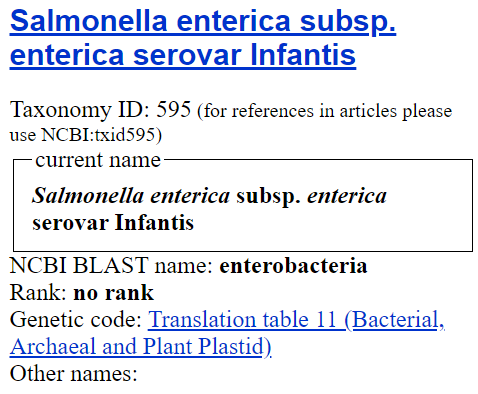 Salmonella enterica subsp.
enterica serovar Infantis
Taxonomy ID: 595 (for references in articles please
use NCBI:txid595)
current name
Salmonella enterica subsp. enterica
serovar Infantis
NCBI BLAST name: enterobacteria
Rank: no rank
Genetic code: Translation table 11 (Bacterial,
Archaeal and Plant Plastid)
Other names: